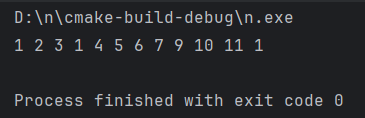 D:\n\cmake-build-debug\n.exe
1 2 3 1 4 5 6 7 9 10 11 1
Process finished with exit code 0